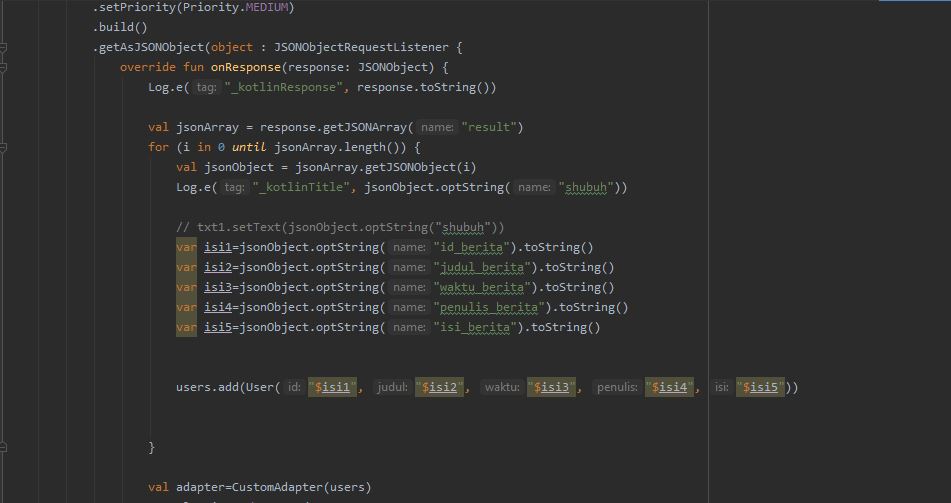 .setPriority(Priority.MEDIUM)
.build()
.getAsJSONObject(object : JSONObjectRequestListener {
override fun onResponse(response: JSONObject) {
Log.e( tag: "_kotlinResponse", response.toString())
val jsonArray = response.getJSONArray( name: "result")
for (i in 0 until jsonArray.length()) {
val jsonObject = jsonArray.getJSONObject(i)
Log.e( tag: "_kotlinTitle", jsonObject.optString( name: "shubuh"))
// txt1.setText(jsonObject.optString("shubuh"))
var isi1=jsonObject.optString( name: "id_berita").toString()
var isi2=jsonObject.optString( name: "judul_berita").toString()
var isi3=jsonObject.optString( name: "waktu_berita").toString()
var isi4=jsonObject.optString( name: "penulis_berita").toString()
var isi5=jsonObject.optString( name: "isi_berita").toString()
users.add(User( id: "$isi1", judul: "$isi2", waktu: "$isi3", penulis: "$isi4", isi: "$isi5"))
}
val adapter=CustomAdapter(users)